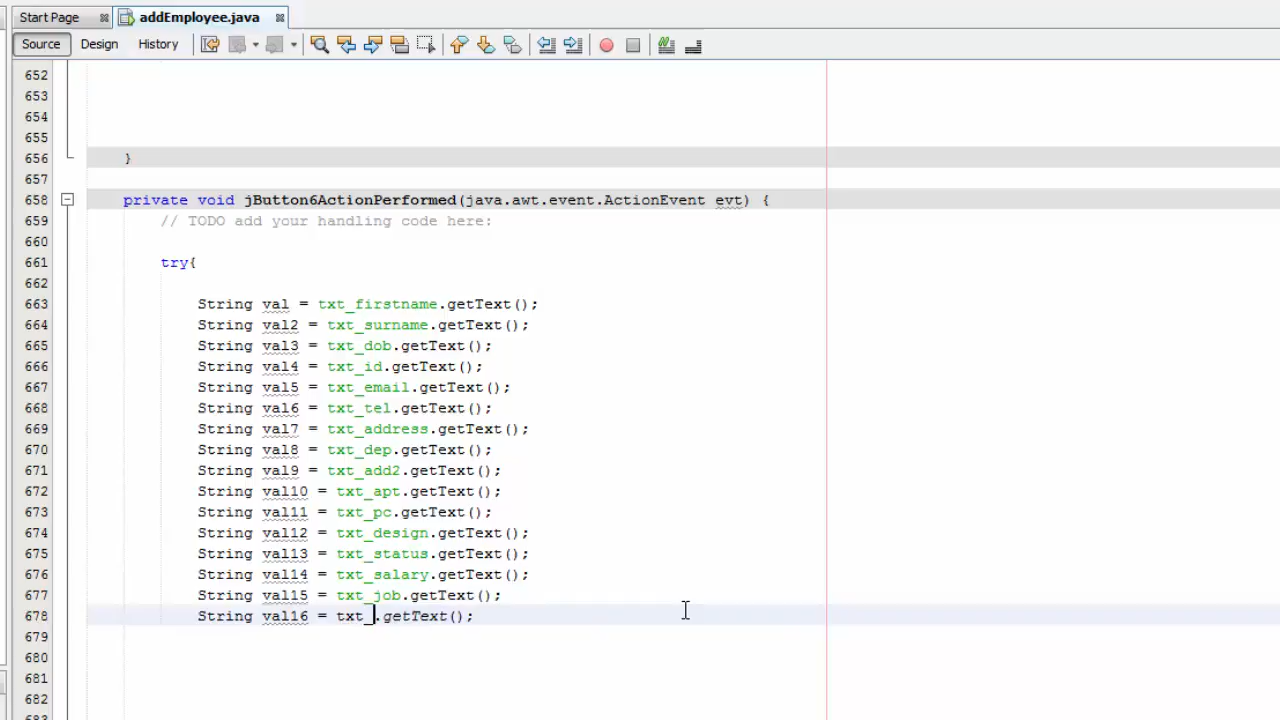 Start Page addEmployee.java
Source Design History
652
653
654
655
656 }
657
658 private void jButton6ActionPerformed(java.awt.event.ActionEvent evt) {
659 // TODO add your handling code here:
660
661 try{
662
663 String val = txt_firstname.getText();
664 String val2 = txt_surname.getText();
665 String val3 = txt_dob.getText();
666 String val4 = txt_id.getText();
667 String val5 = txt_email.getText();
668 String val6 = txt_tel.getText();
669 String val7 = txt_address.getText();
670 String val8 = txt_dep.getText();
671 String val9 = txt_add2.getText();
672 String val10 = txt_apt.getText();
673 String val11 = txt_pc.getText();
674 String val12 = txt_design.getText();
675 String val13 = txt_status.getText();
676 String val14 = txt_salary.getText();
677 String val15 = txt_job.getText();
678 String val16 = txt_.getText();
679
680
681
682
683